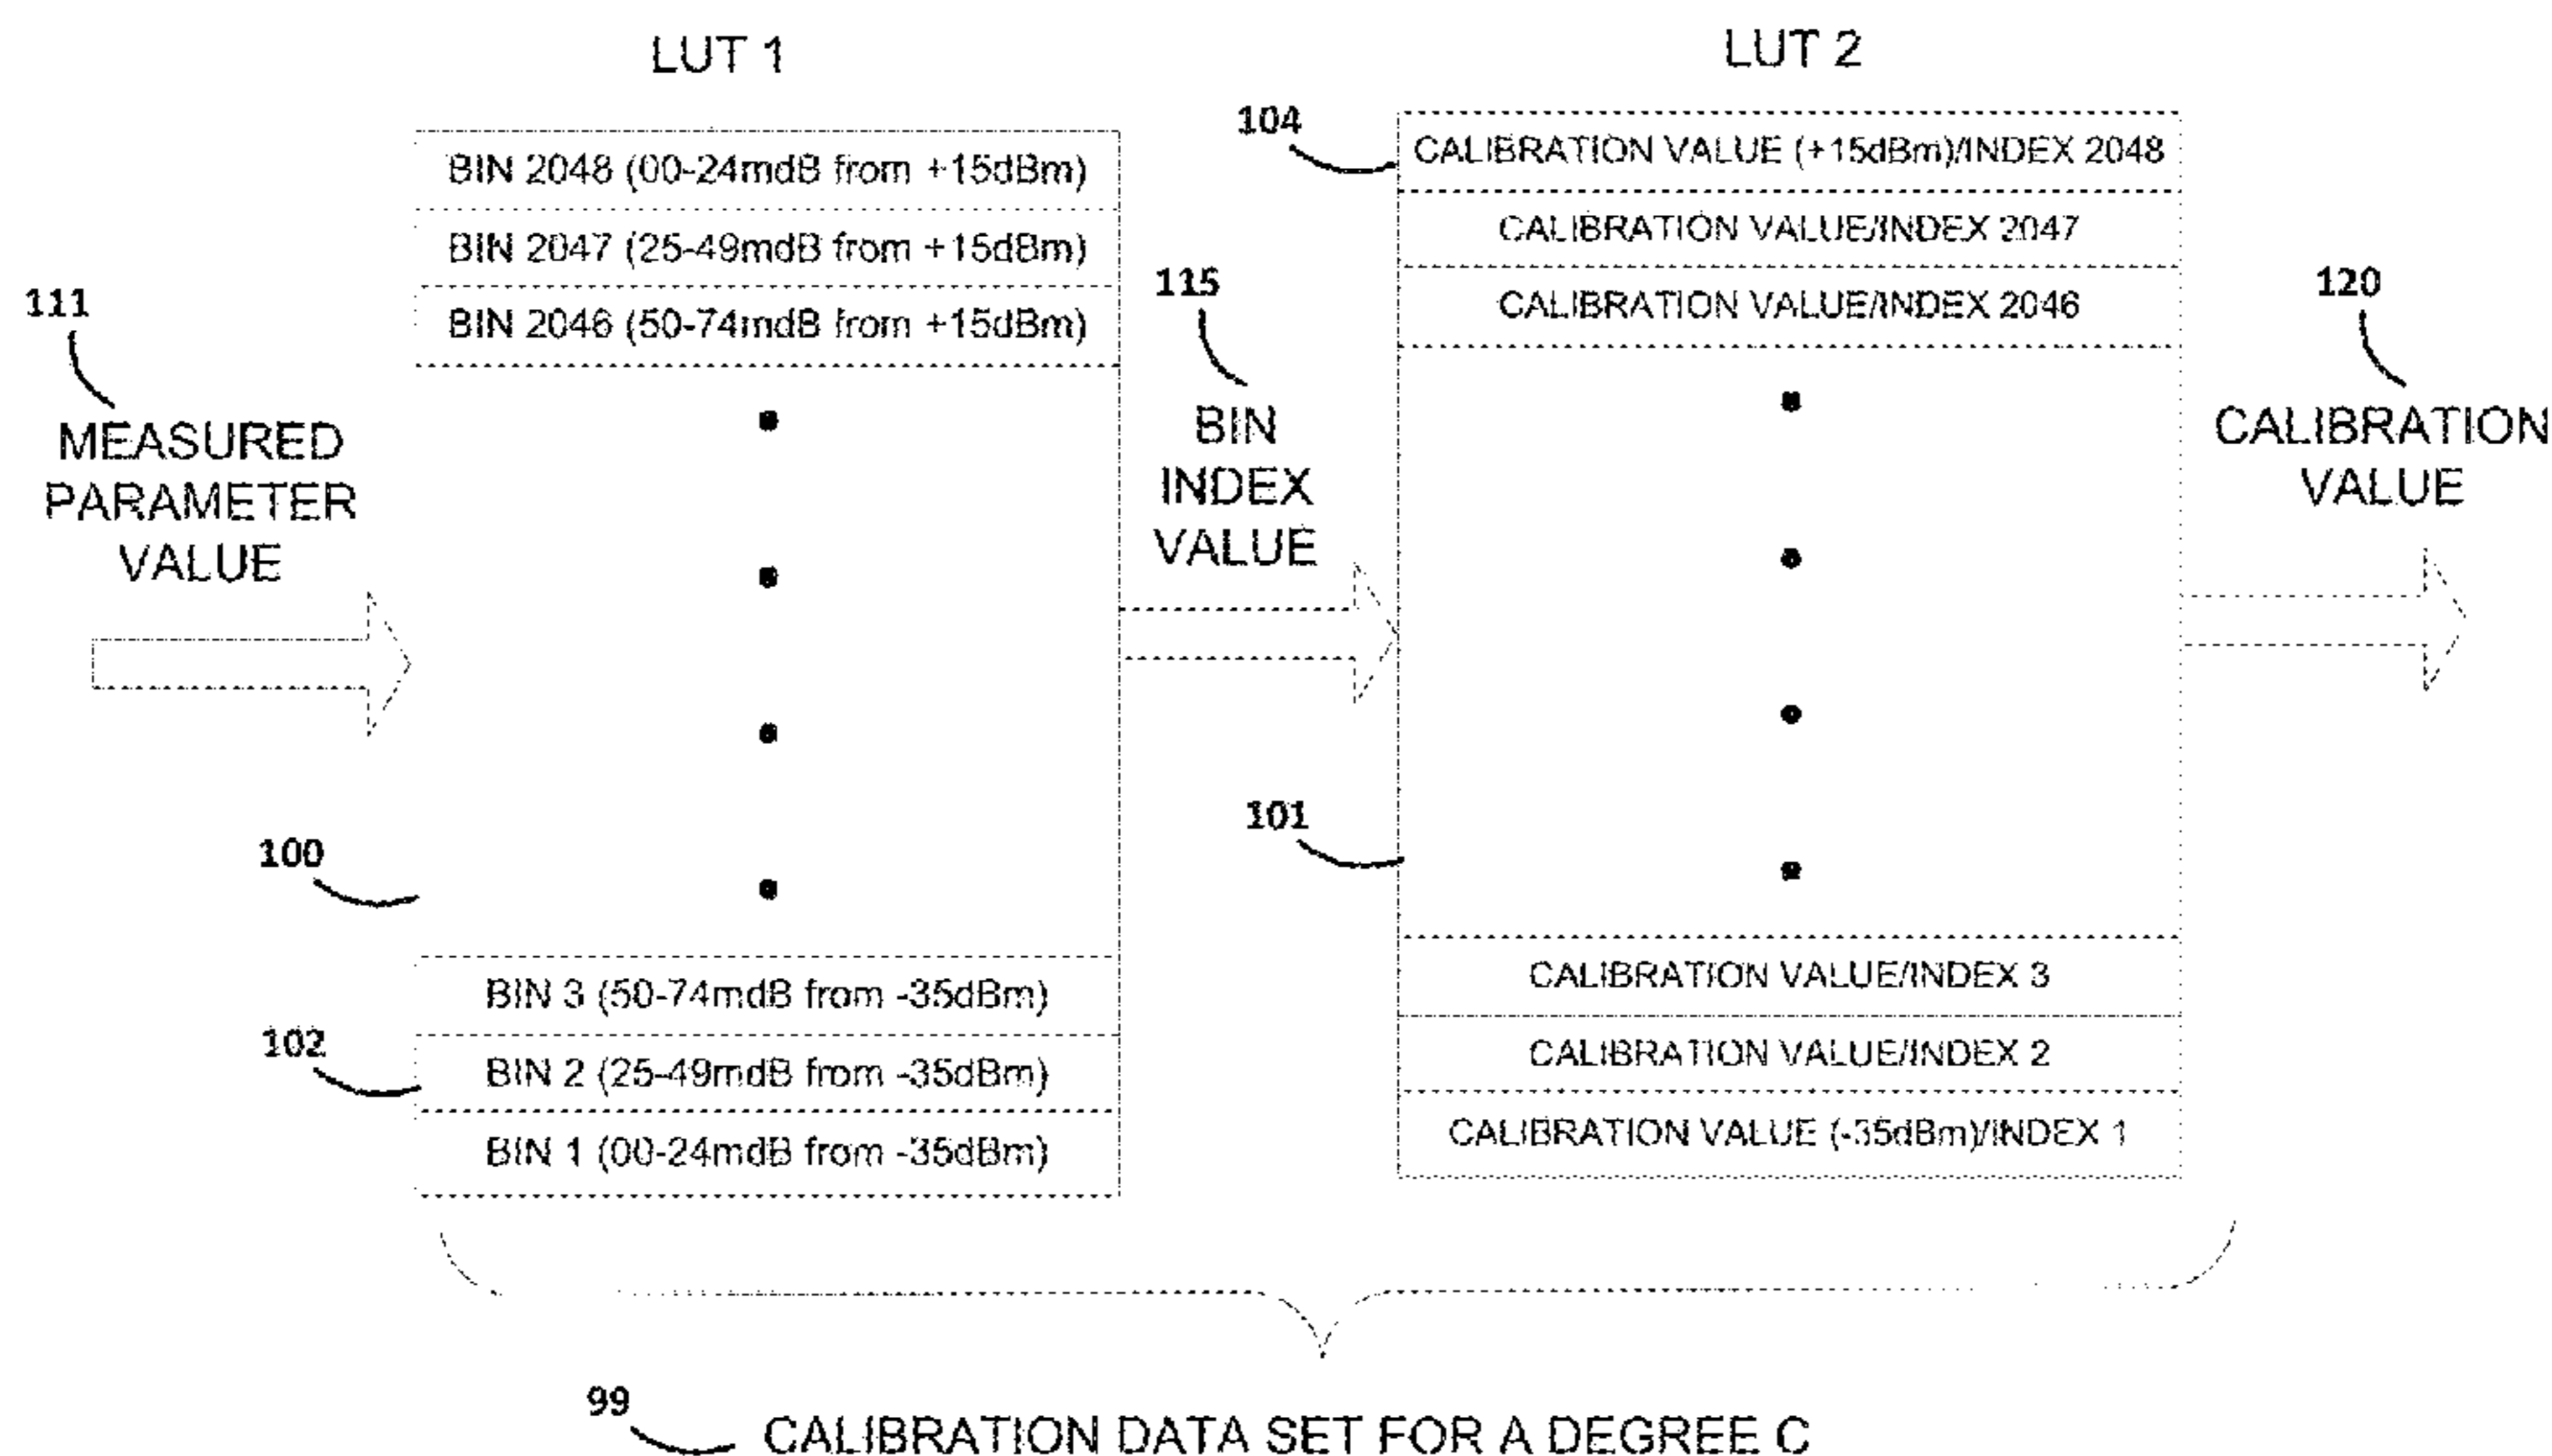 LUT 1
LUT 2
104
BIN 2048 (00-24mdB from +15dBm)
CALIBRATION VALUE (+15dBm)/INDEX 2048
BIN 2047 (25-49mdB from +15dBm)
CALIBRATION VALUE/INDEX 2047
BIN 2046 (50-74mdB from +15dBm)
CALIBRATION VALUE/INDEX 2046
111
MEASURED
PARAMETER
VALUE
115
BIN
INDEX
VALUE
120
CALIBRATION
VALUE
100
101
BIN 3 (50-74mdB from -35dBm)
CALIBRATION VALUE/INDEX 3
102
BIN 2 (25-49mdB from -35dBm)
CALIBRATION VALUE/INDEX 2
BIN 1 (00-24mdB from -35dBm)
CALIBRATION VALUE (-35dBm)/INDEX 1
99
CALIBRATION DATA SET FOR A DEGREE C